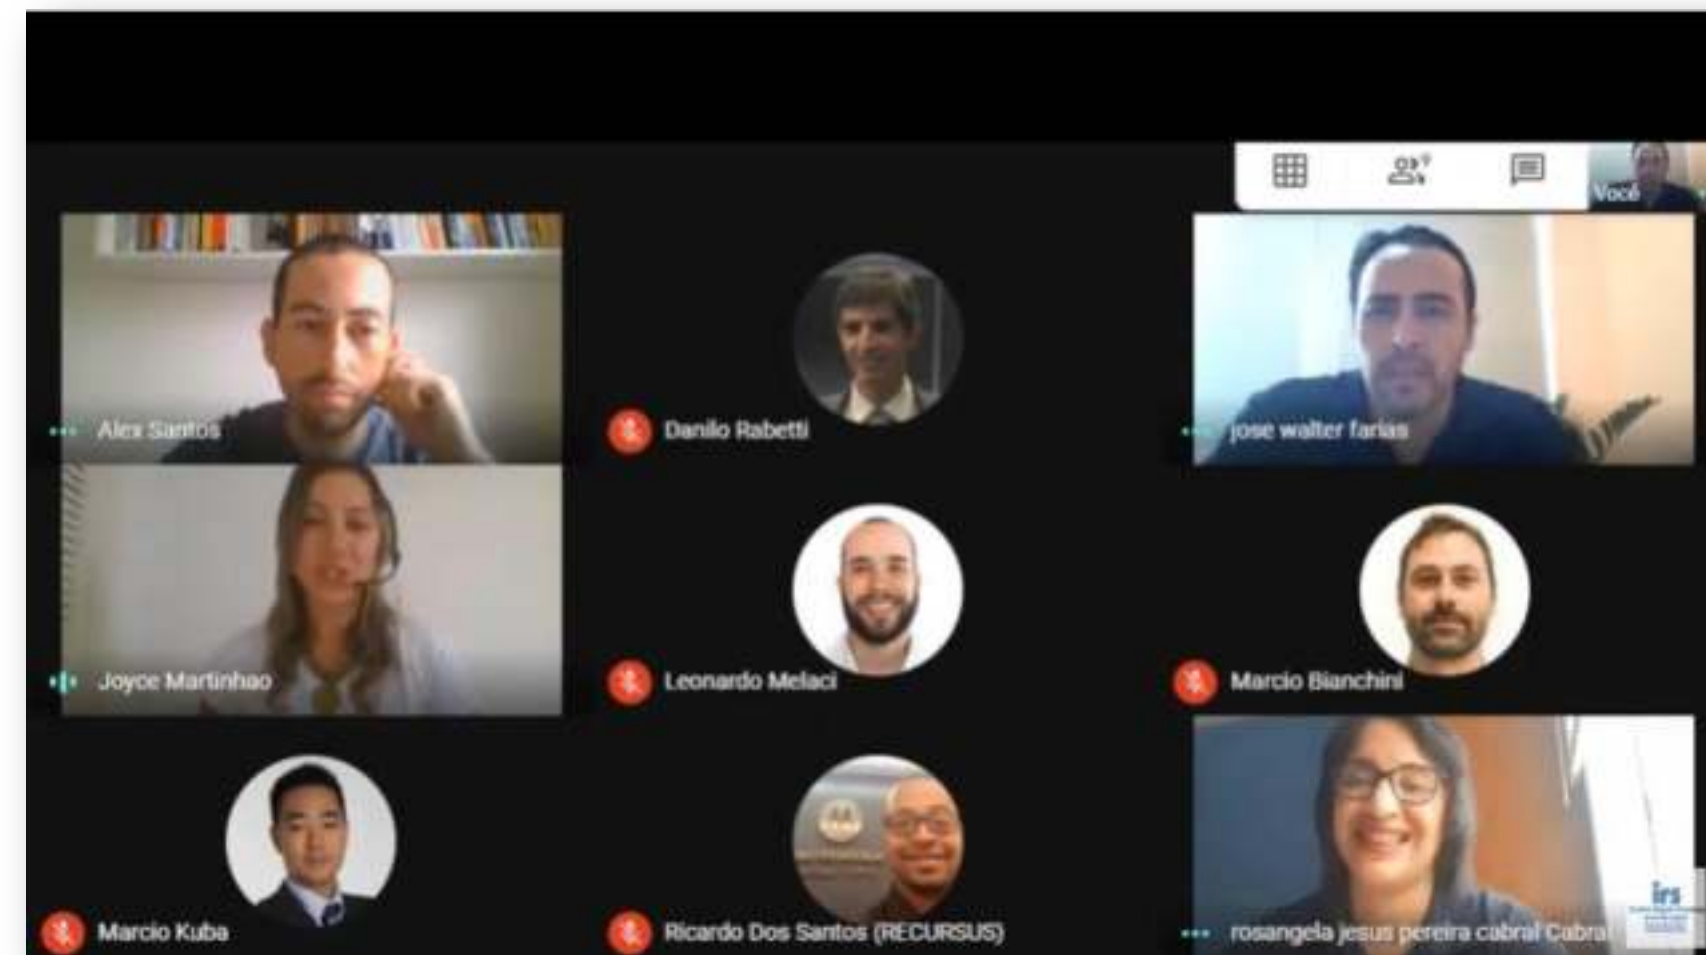 Você
Alex Santos
Danilo Rabetti
jose walter farias
Joyce Martinhao
Leonardo Melaci
Marcio Bianchini
Marcio Kuba
Ricardo Dos Santos (RECURSUS)
rosangela jesus pereira cabral Cabral
irs